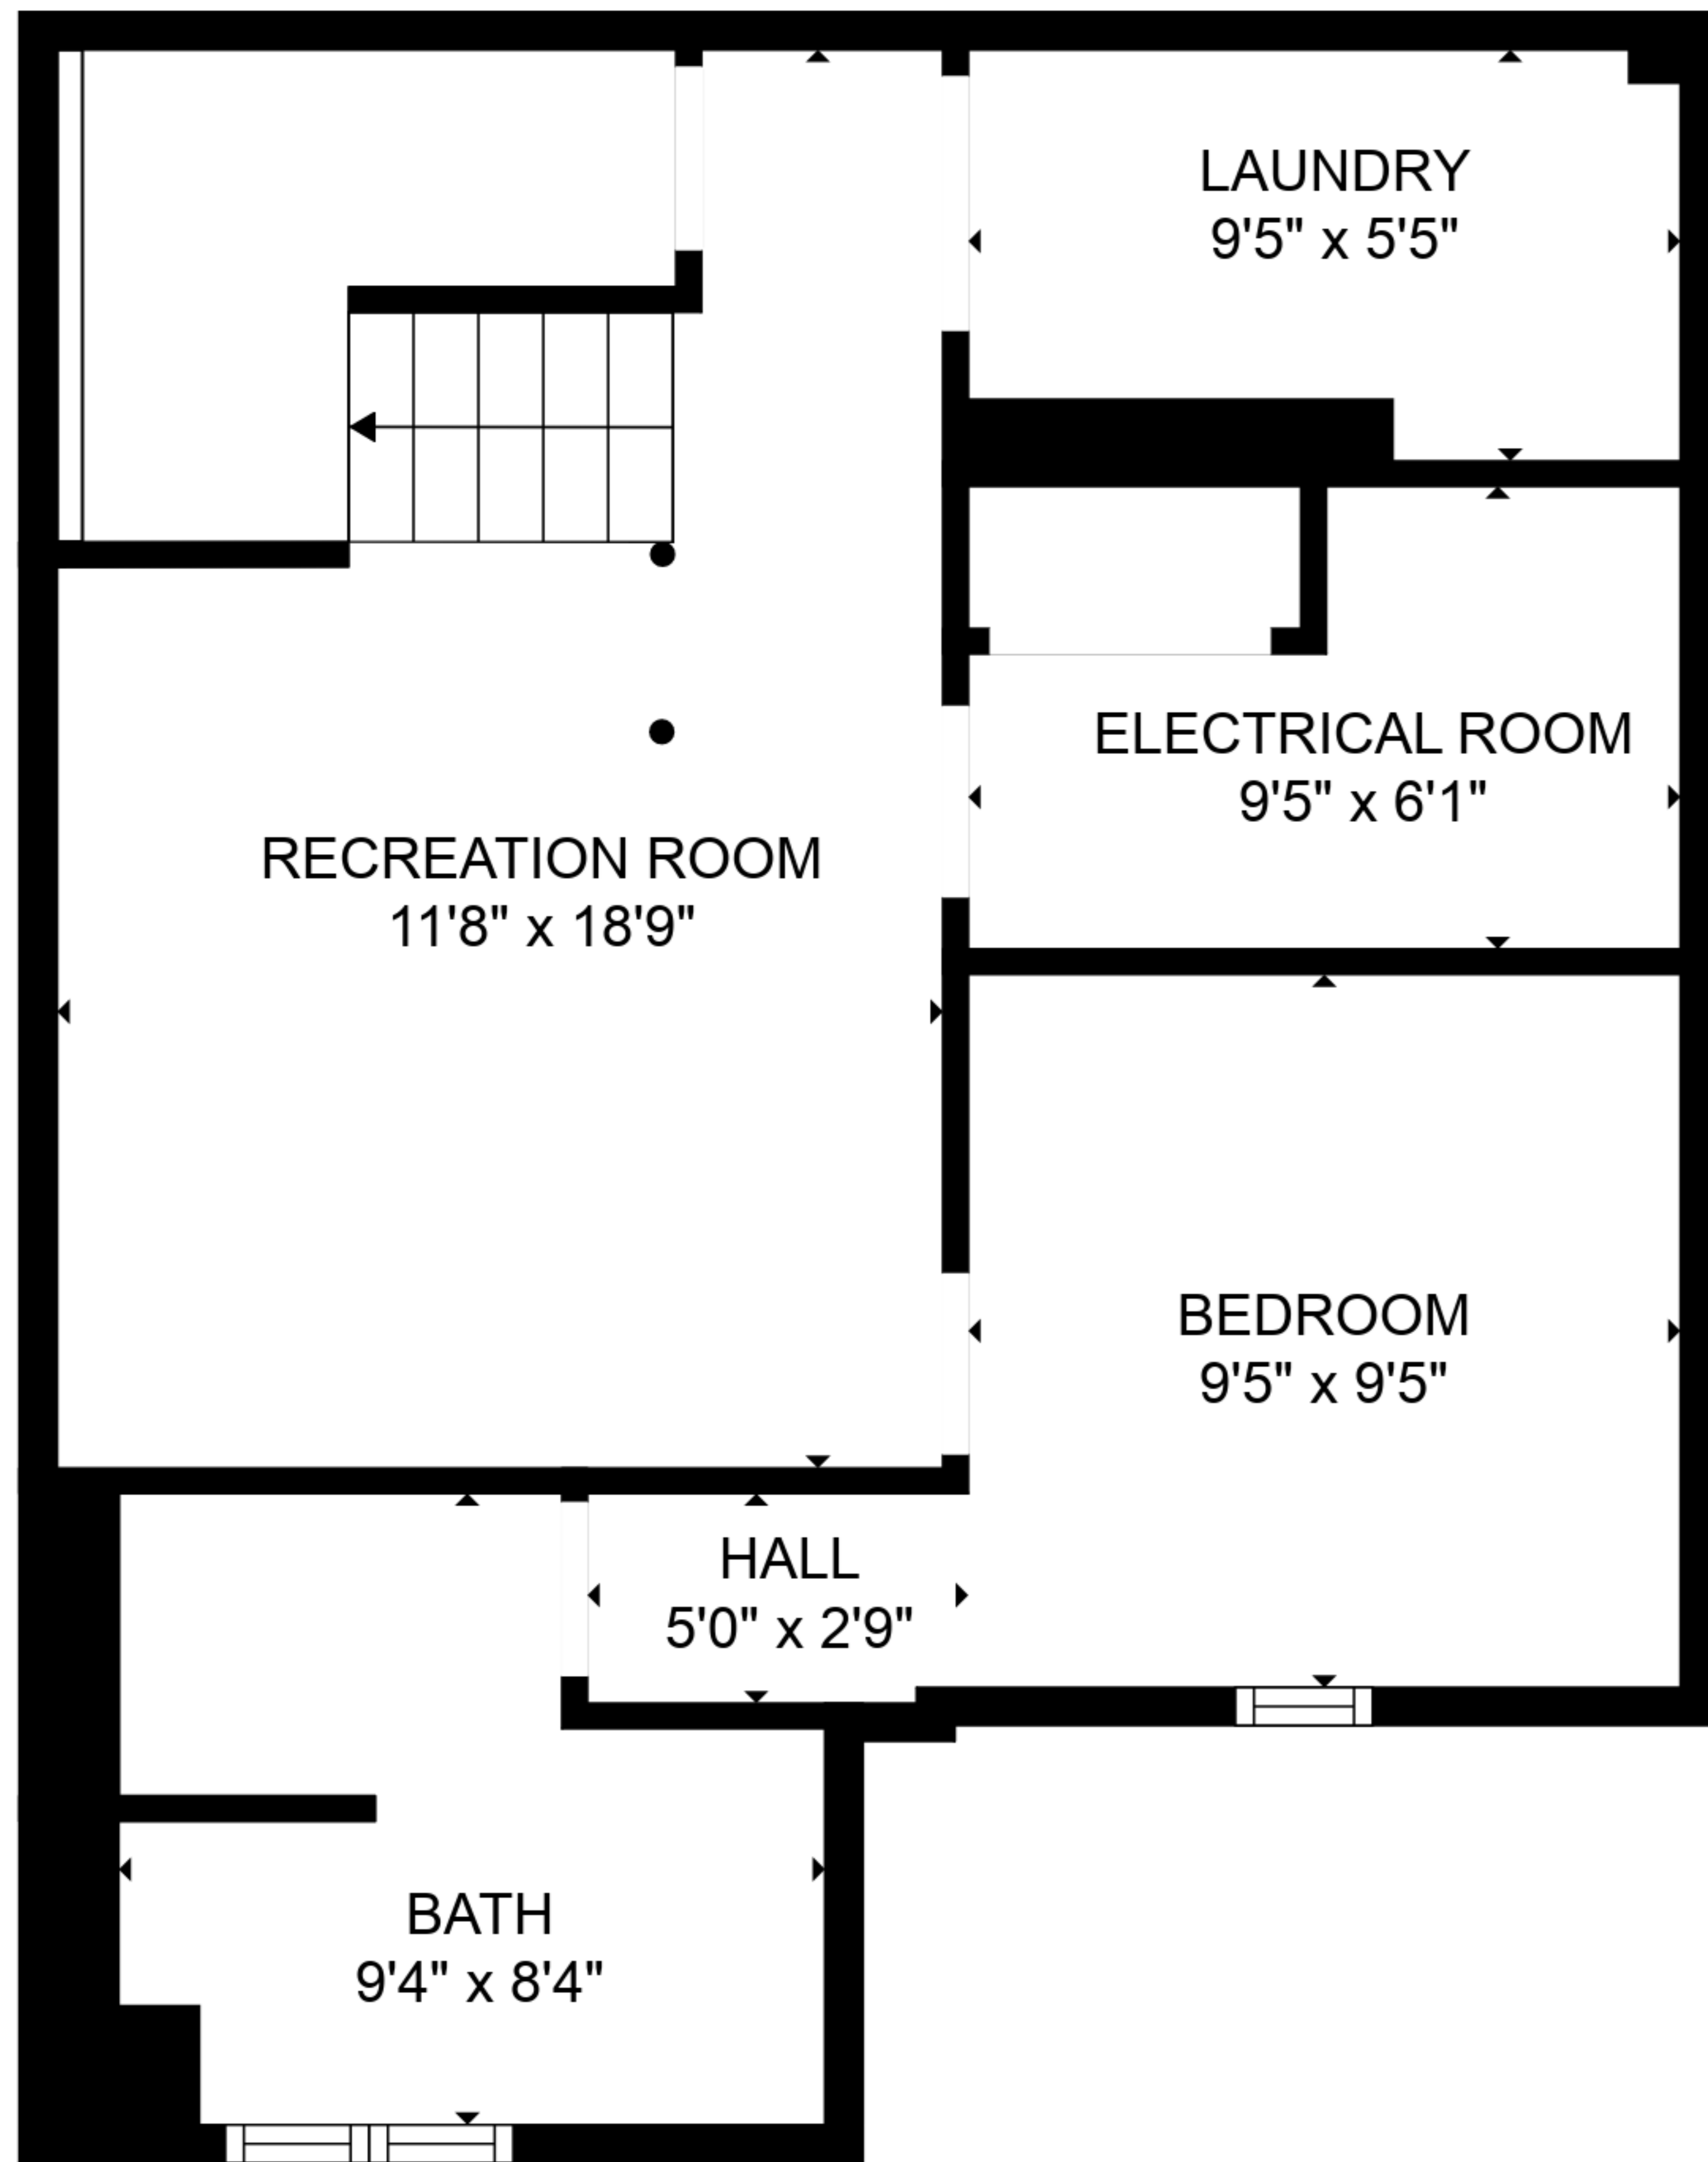 LAUNDRY
9'5" x 5'5"
ELECTRICAL ROOM
9'5" x 6'1"
RECREATION ROOM
11'8" x 18'9"
BEDROOM
9'5" x 9'5"
HALL
5'0" x 2'9"
BATH
9'4" x 8'4"